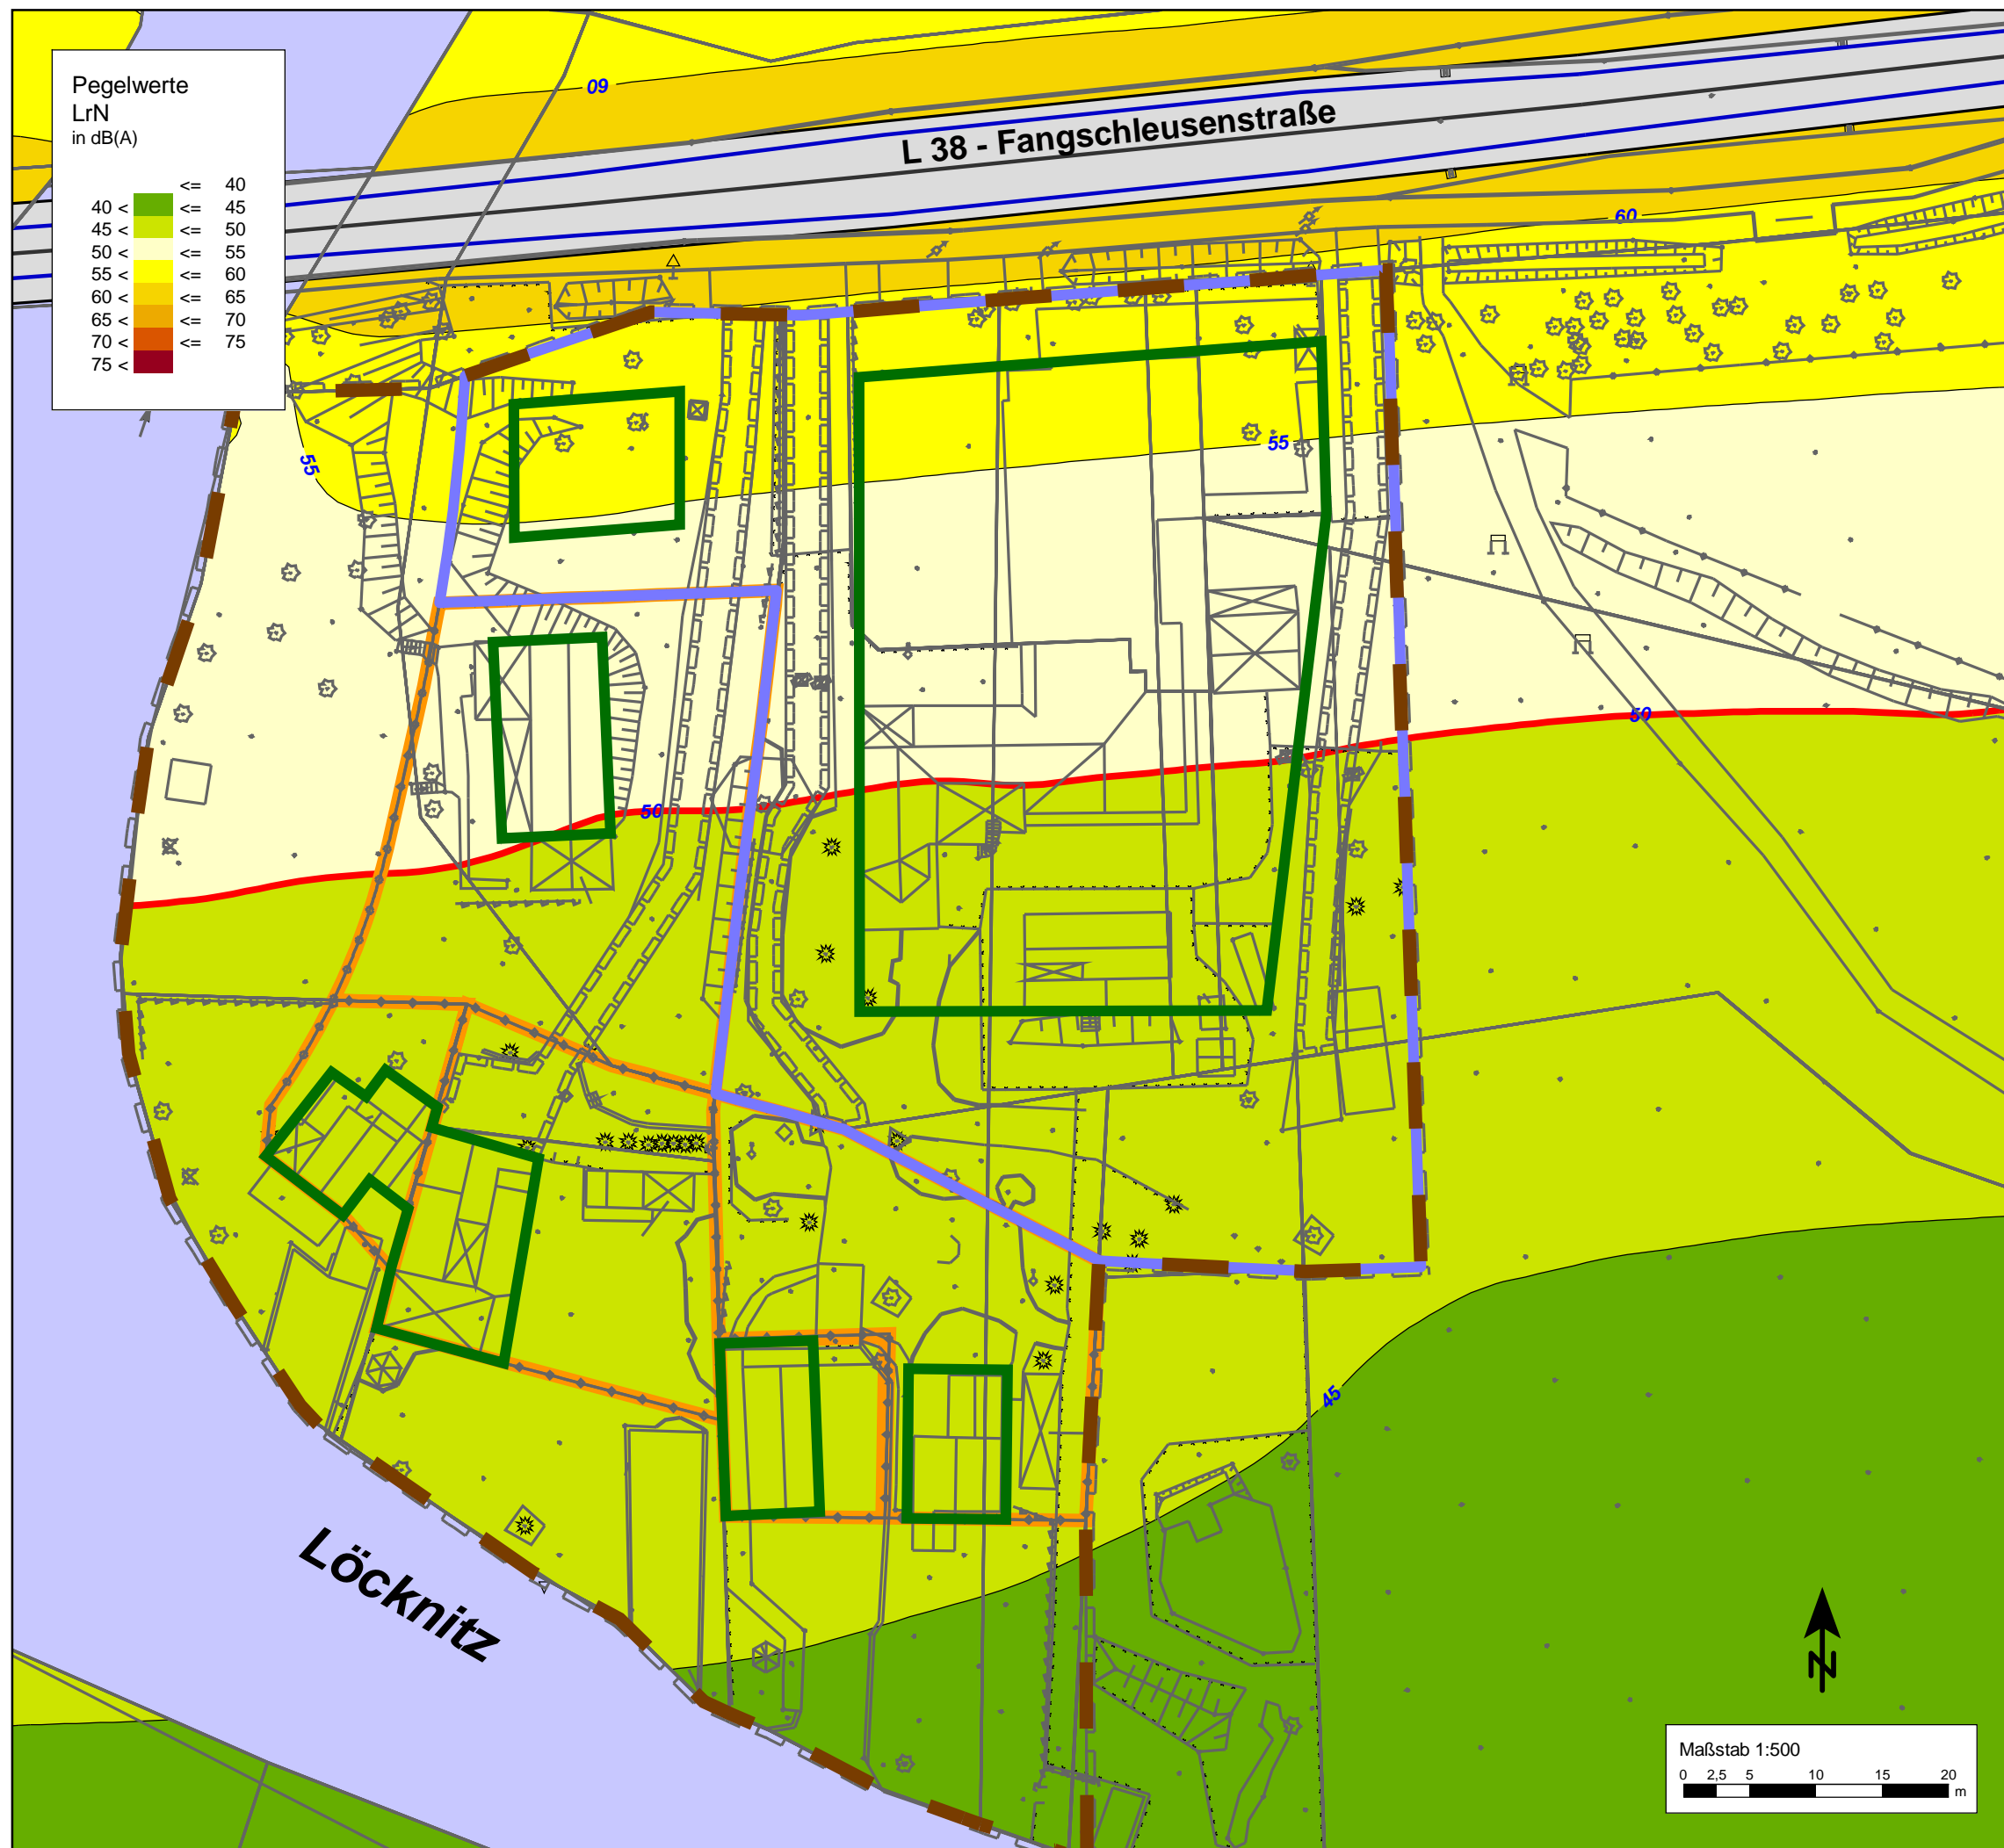 Pegelwerte
LrN
in dB(A)
<= 40
40 < <= 45
45 < <= 50
50 < <= 55
55 < <= 60
60 < <= 65
65 < <= 70
70 < <= 75
75 <
60
L 38 - Fangschleusenstraße
60
55
55
50
50
45
Löcknitz
N
Maßstab 1:500
0 2,5 5 10 15 20
m